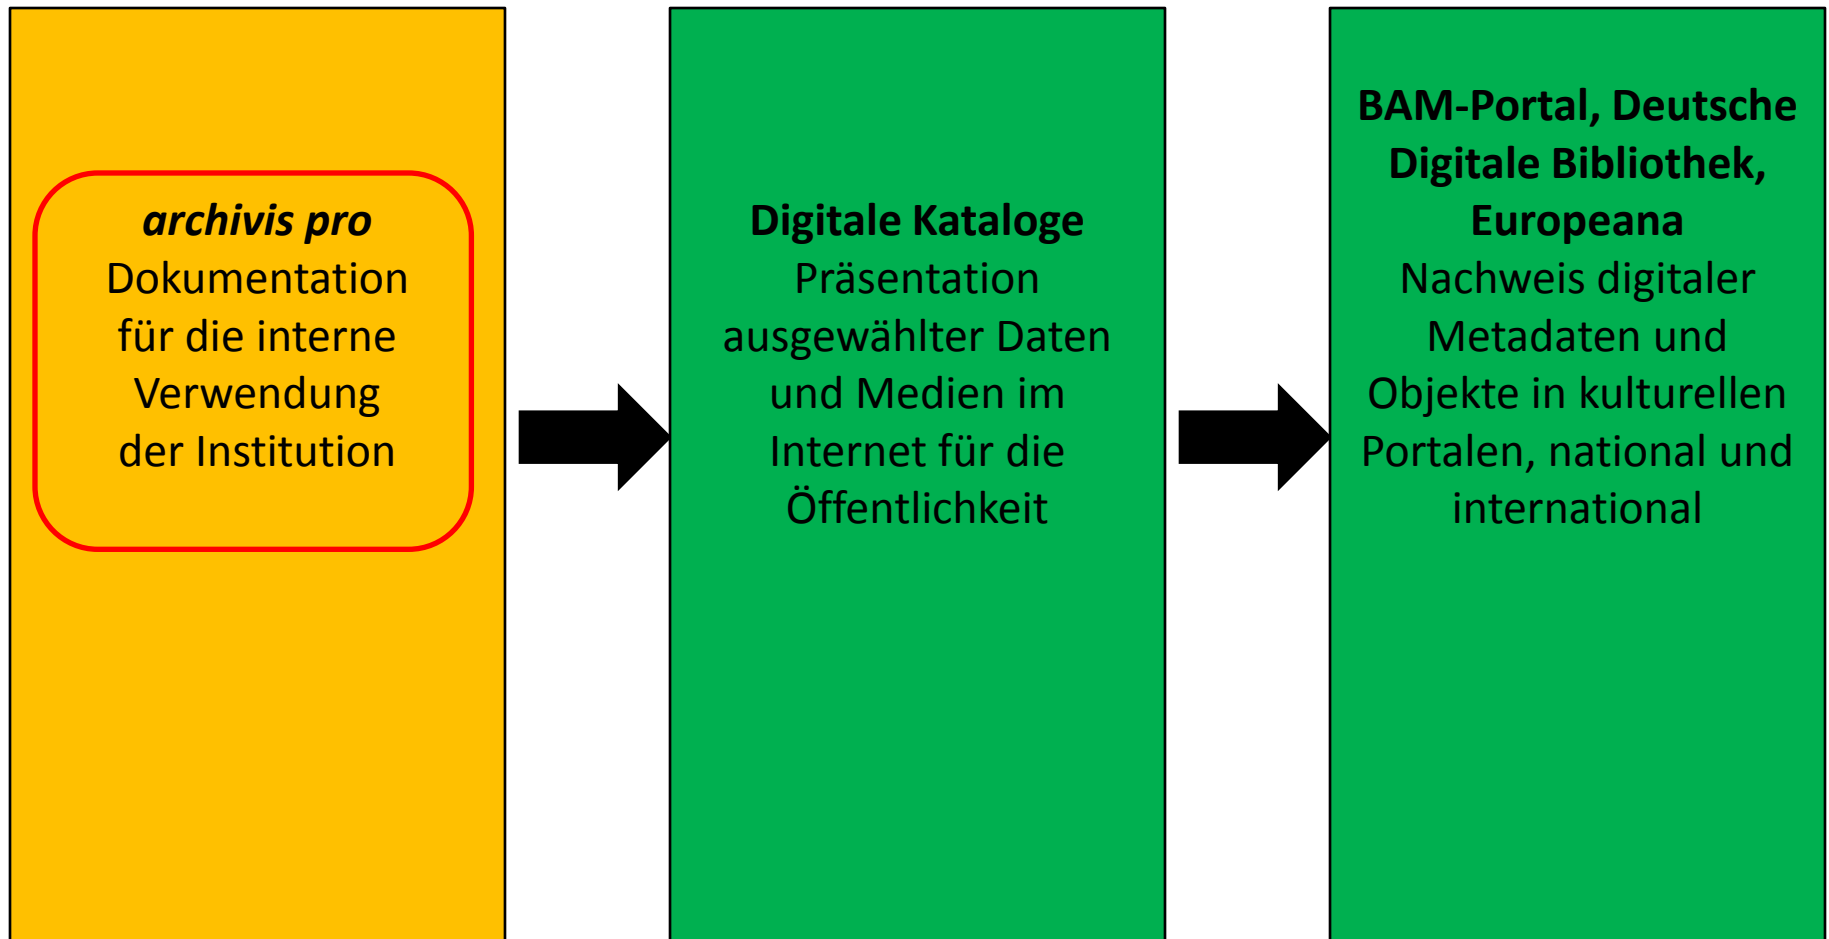 archivis pro
Dokumentation
für die interne
Verwendung
der Institution
Digitale Kataloge
Präsentation
ausgewählter Daten
und Medien im
Internet für die
Öffentlichkeit
BAM-Portal, Deutsche
Digitale Bibliothek,
Europeana
Nachweis digitaler
Metadaten und
Objekte in kulturellen
Portalen, national und
international